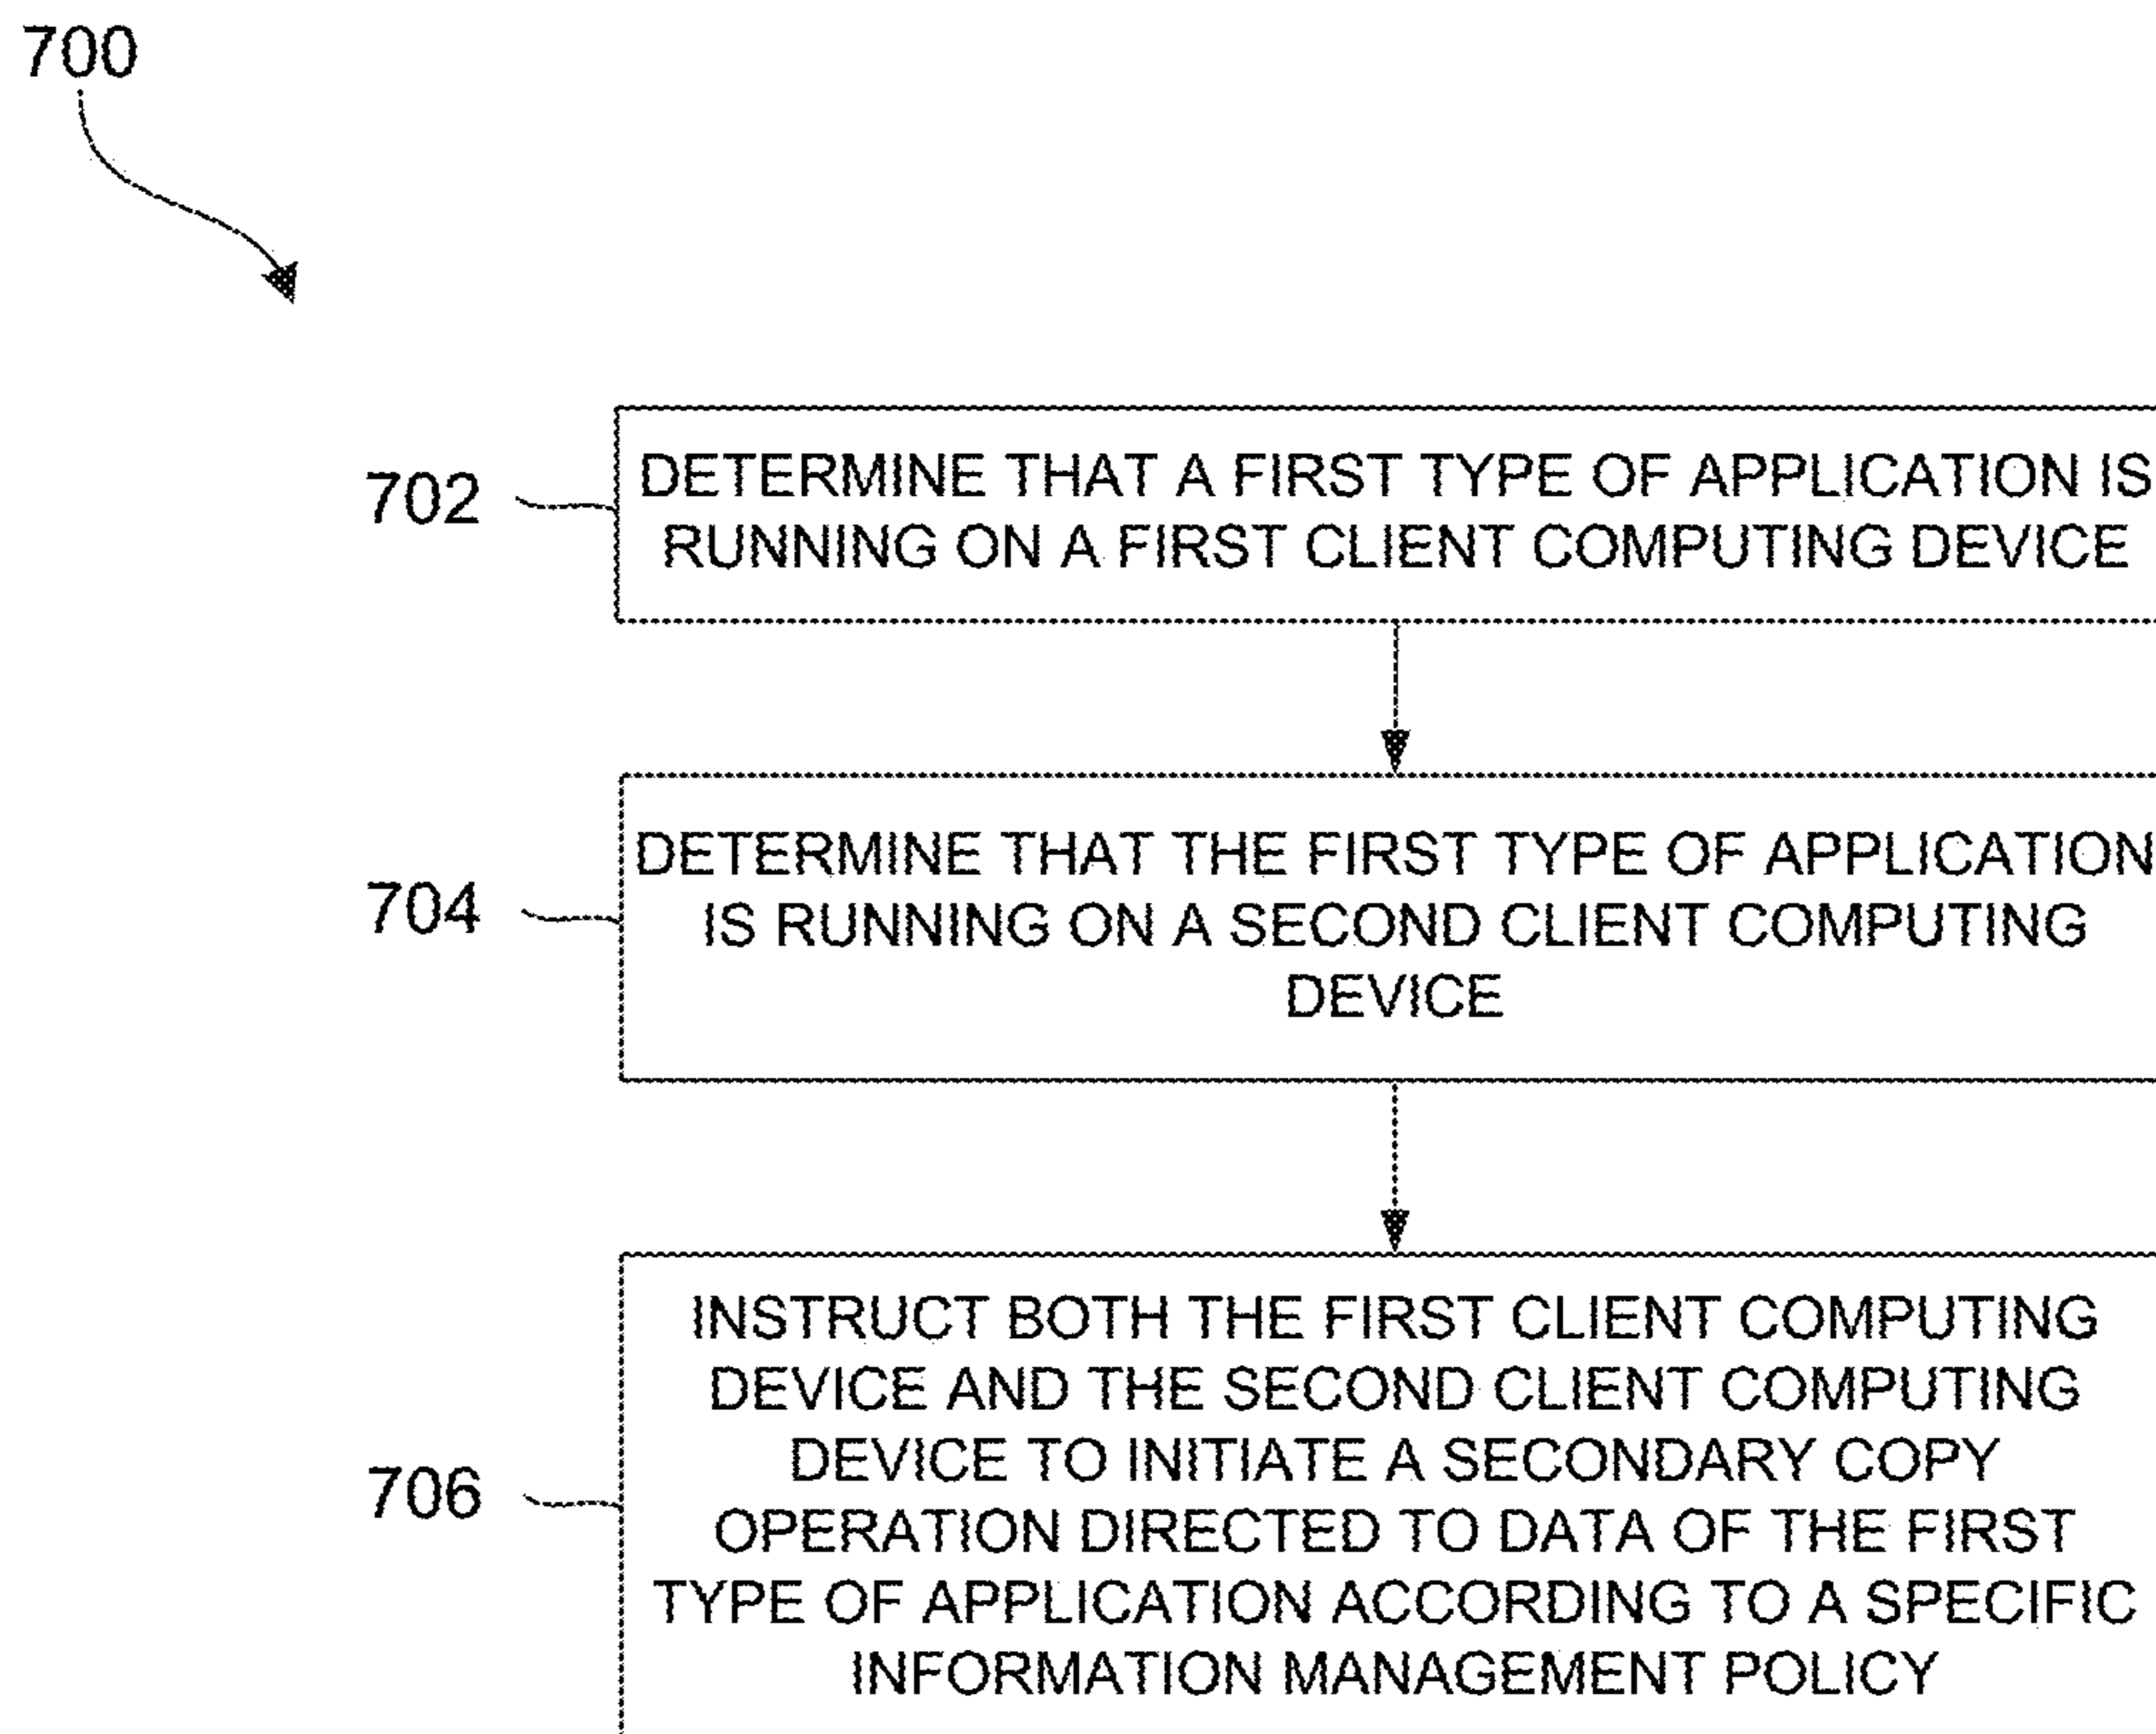 700
702
DETERMINE THAT A FIRST TYPE OF APPLICATION IS
RUNNING ON A FIRST CLIENT COMPUTING DEVICE
704
DETERMINE THAT THE FIRST TYPE OF APPLICATION
IS RUNNING ON A SECOND CLIENT COMPUTING
DEVICE
706
INSTRUCT BOTH THE FIRST CLIENT COMPUTING
DEVICE AND THE SECOND CLIENT COMPUTING
DEVICE TO INITIATE A SECONDARY COPY
OPERATION DIRECTED TO DATA OF THE FIRST
TYPE OF APPLICATION ACCORDING TO A SPECIFIC
INFORMATION MANAGEMENT POLICY